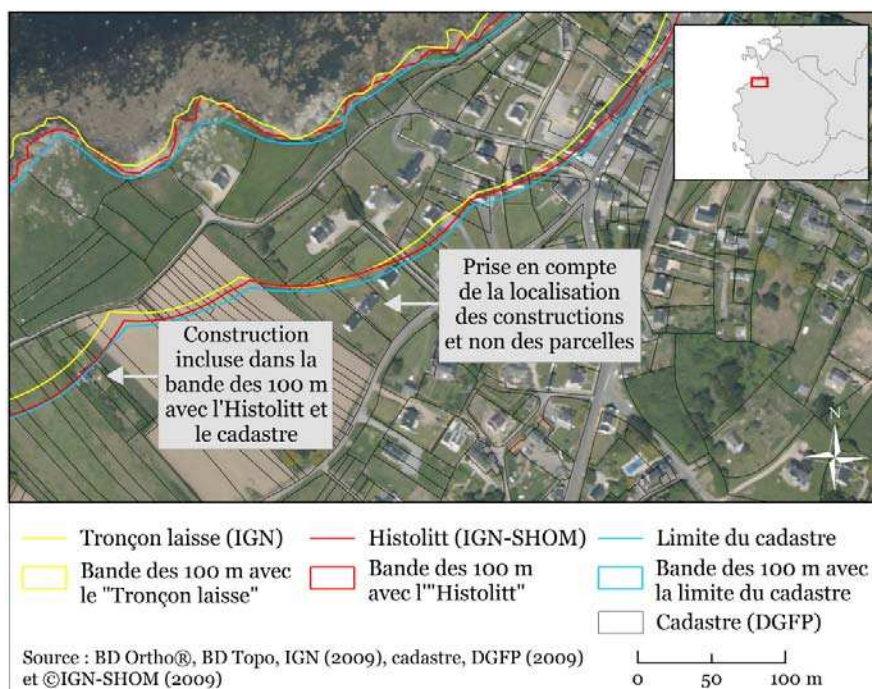 N
Prise en compte
de la localisation
des constructions
et non des parcelles
Construction
incluse dans la
bande des 100 m
avec l'Histolitt et
le cadastre
Tronçon laisse (IGN)
Histolitt (IGN-SHOM)
Limite du cadastre
Bande des 100 m avec
le "Tronçon laisse"
Bande des 100 m
avec l'"Histolitt"
Bande des 100 m avec
la limite du cadastre
Cadastre (DGFP)
Source : BD Ortho®, BD Topo, IGN (2009), cadastre, DGFP (2009)
et ©IGN-SHOM (2009)
0 50 100 m